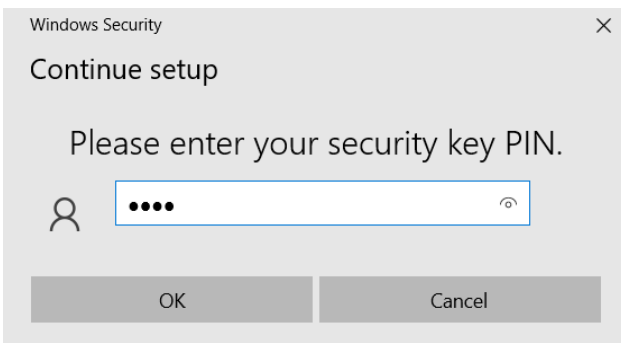 Windows Security
Continue setup
Please enter your security key PIN.
••••
OK
Cancel